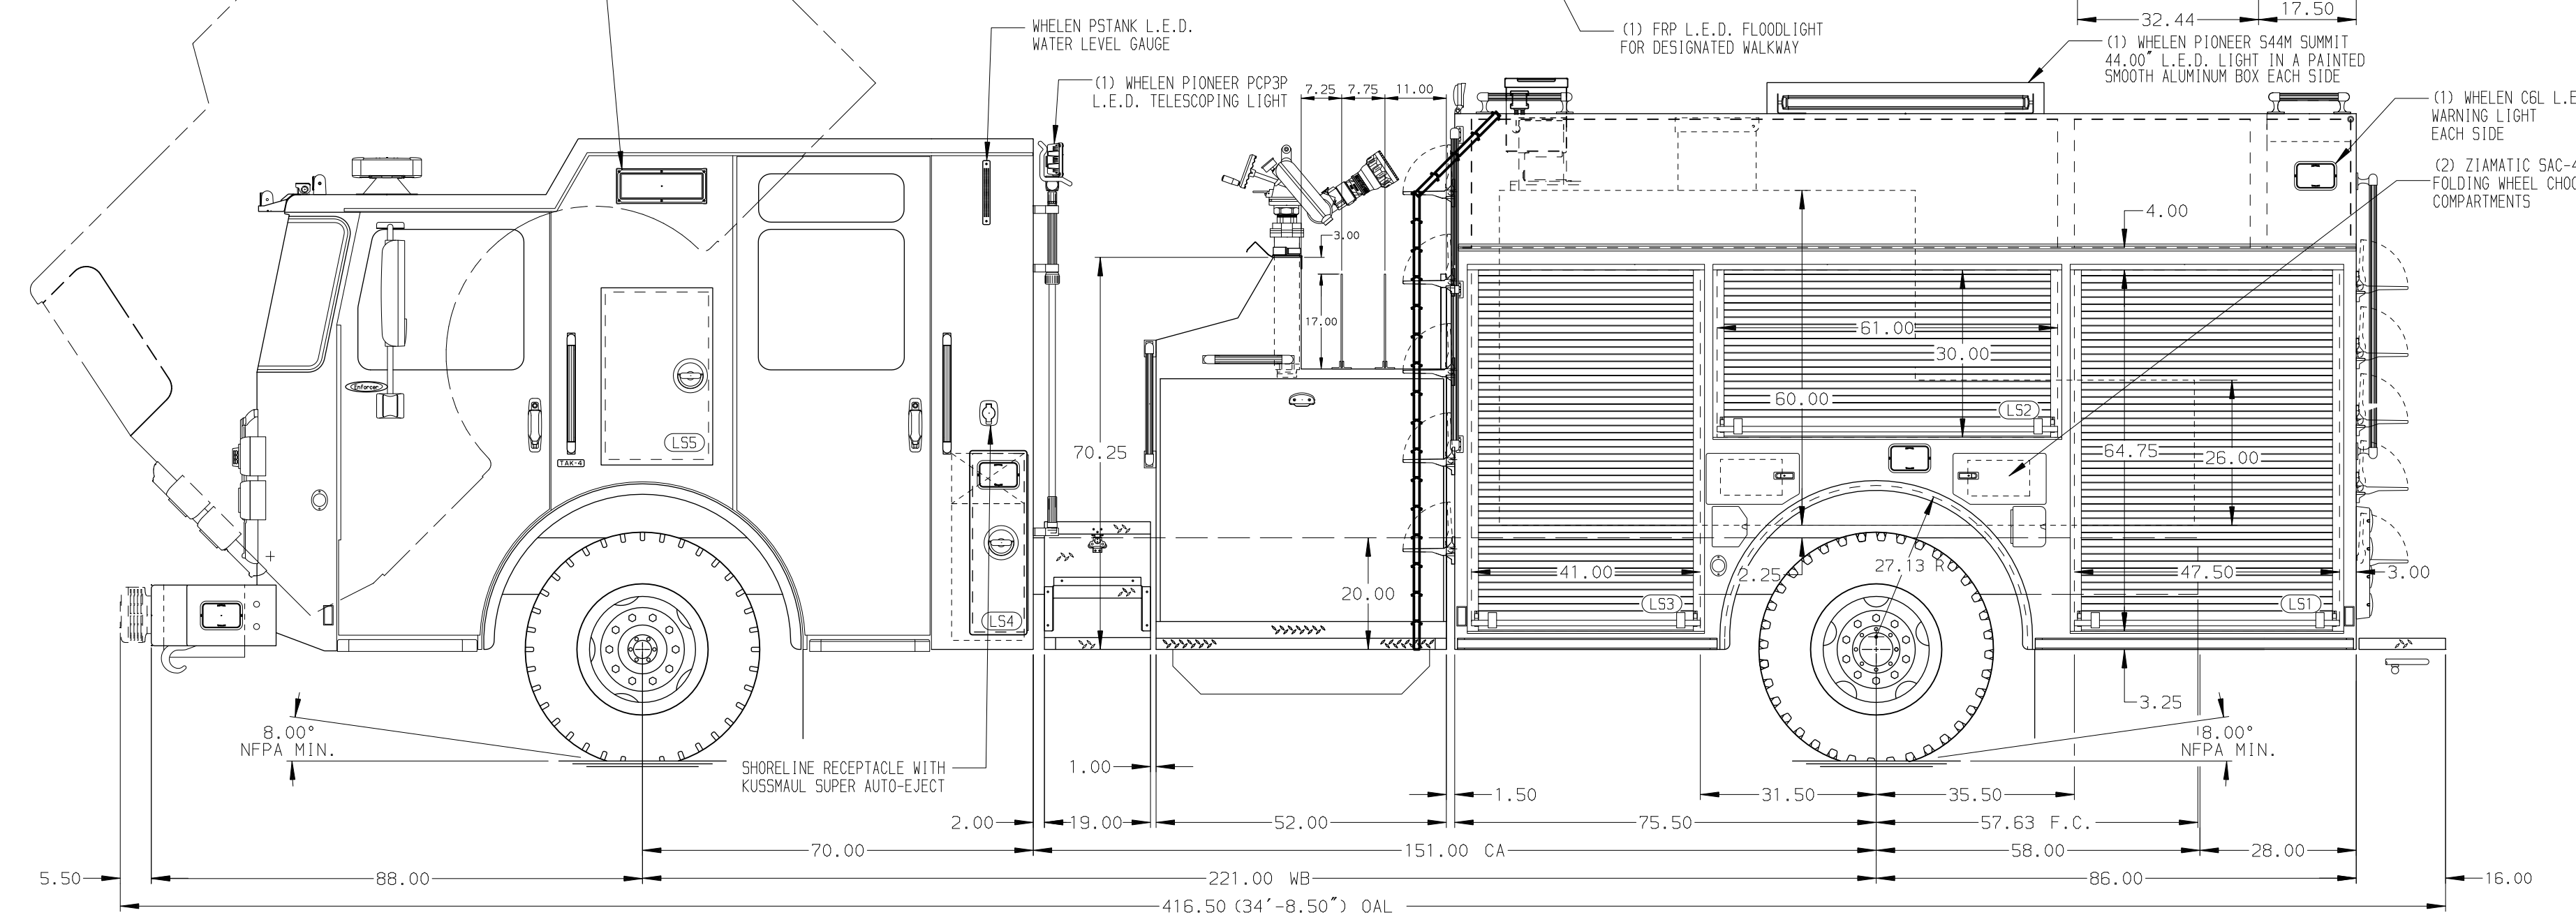 32.44
17.50
WHELEN PSTANK L.E.D.
WATER LEVEL GAUGE
(1) FRP L.E.D. FLOODLIGHT
FOR DESIGNATED WALKWAY
(1) WHELEN PIONEER S44M SUMMIT
44.00" L.E.D. LIGHT IN A PAINTED
SMOOTH ALUMINUM BOX EACH SIDE
(1) WHELEN PIONEER PCP3P
L.E.D. TELESCOPING LIGHT
7.25
7.75
11.00
(1) WHELEN C6L L.E
WARNING LIGHT
EACH SIDE
(2) ZIAMATIC SAC-4
FOLDING WHEEL CHOC
COMPARTMENTS
4.00
3.00
17.00
61.00
30.00
Enforcer
60.00
LS2
LS5
70.25
TAK-4
64.75
26.00
27.13 R
41.00
2.25
47.50
3.00
20.00
LS3
LS1
LS4
3.25
8.00°
NFPA MIN.
8.00°
NFPA MIN.
SHORELINE RECEPTACLE WITH
KUSSMAUL SUPER AUTO-EJECT
1.00
1.50
31.50
35.50
2.00
19.00
52.00
75.50
57.63 F.C.
70.00
151.00 CA
58.00
28.00
5.50
88.00
221.00 WB
86.00
16.00
416.50 (34'-8.50") OAL